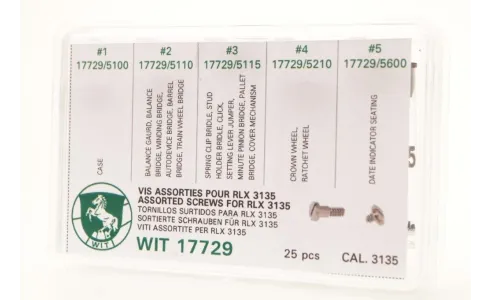 #1
17729/5100
CASE
#2
17729/5110
BALANCE GAURD, BALANCE
BRIDGE, WINDING BRIDGE,
AUTODEVICE BRIDGE, BARREL
BRIDGE, TRAIN WHEEL BRIDGE
#3
17729/5115
SPRING CLIP BRIDLE, STUD
HOLDER BRIDLE, CLICK,
SETTING LEVER JUMPER,
MINUTE PINION BRIDGE, PALLET
BRIDGE, COVER MECHANISM
#4
17729/5210
CROWN WHEEL,
RATCHET WHEEL
#5
17729/5600
DATE INDICATOR SEATING
WIT
VIS ASSORTIES POUR RLX 3135
ASSORTED SCREWS FOR RLX 3135
TORNILLOS SURTIDOS PARA RLX 3135
SORTIERTE SCHRAUBEN FÜR RLX 3135
VITI ASSORTITE PER RLX 3135
WIT 17729
25 pcs
CAL. 3135